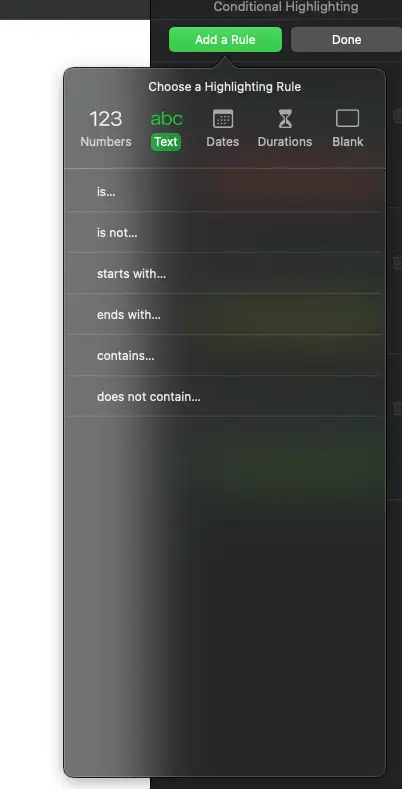 Conditional Highlighting
Add a Rule Done
Choose a Highlighting Rule
123 abc
Numbers Text Dates Durations Blank
is...
is not...
starts with...
ends with...
contains...
does not contain...